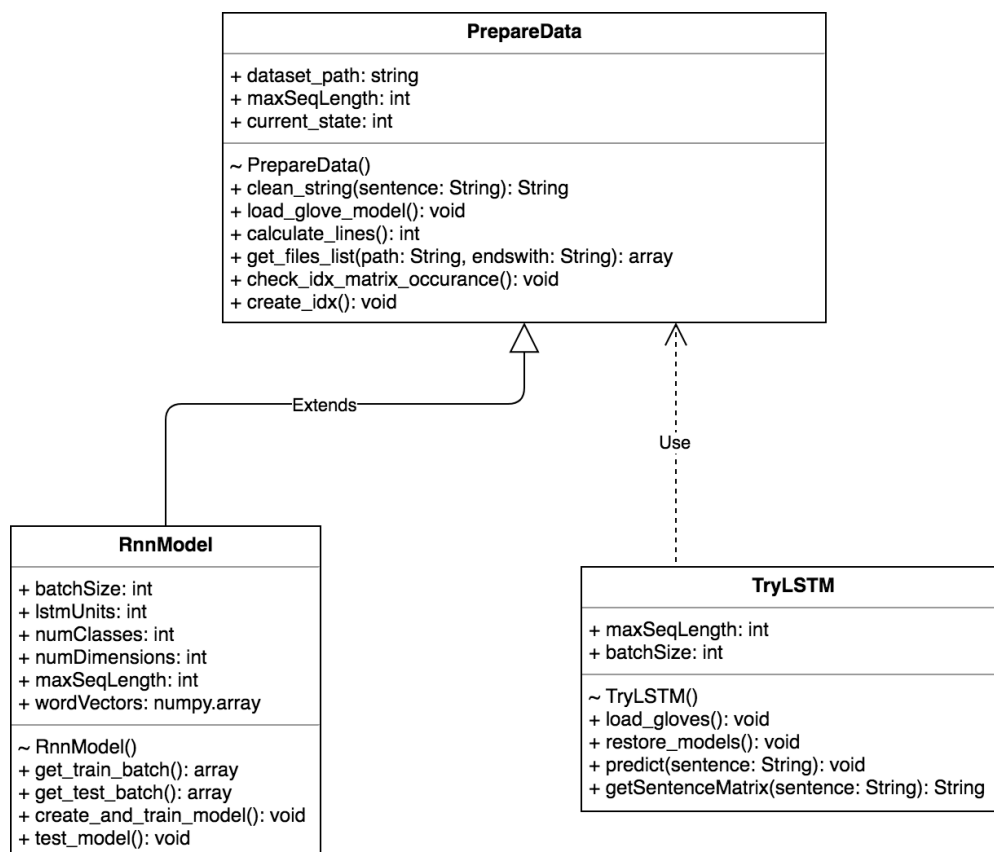 PrepareData
+ dataset_path: string
+ maxSeqLength: int
+ current_state: int
~ PrepareData()
+ clean_string(sentence: String): String
+ load_glove_model(): void
+ calculate_lines(): int
+ get_files_list(path: String, endswith: String): array
+ check_idx_matrix_occurance(): void
+ create_idx(): void
Extends
Use
RnnModel
+ batchSize: int
+ lstmUnits: int
+ numClasses: int
+ numDimensions: int
+ maxSeqLength: int
+ wordVectors: numpy.array
~ RnnModel()
+ get_train_batch(): array
+ get_test_batch(): array
+ create_and_train_model(): void
+ test_model(): void
TryLSTM
+ maxSeqLength: int
+ batchSize: int
~ TryLSTM()
+ load_gloves(): void
+ restore_models(): void
+ predict(sentence: String): void
+ getSentenceMatrix(sentence: String): String